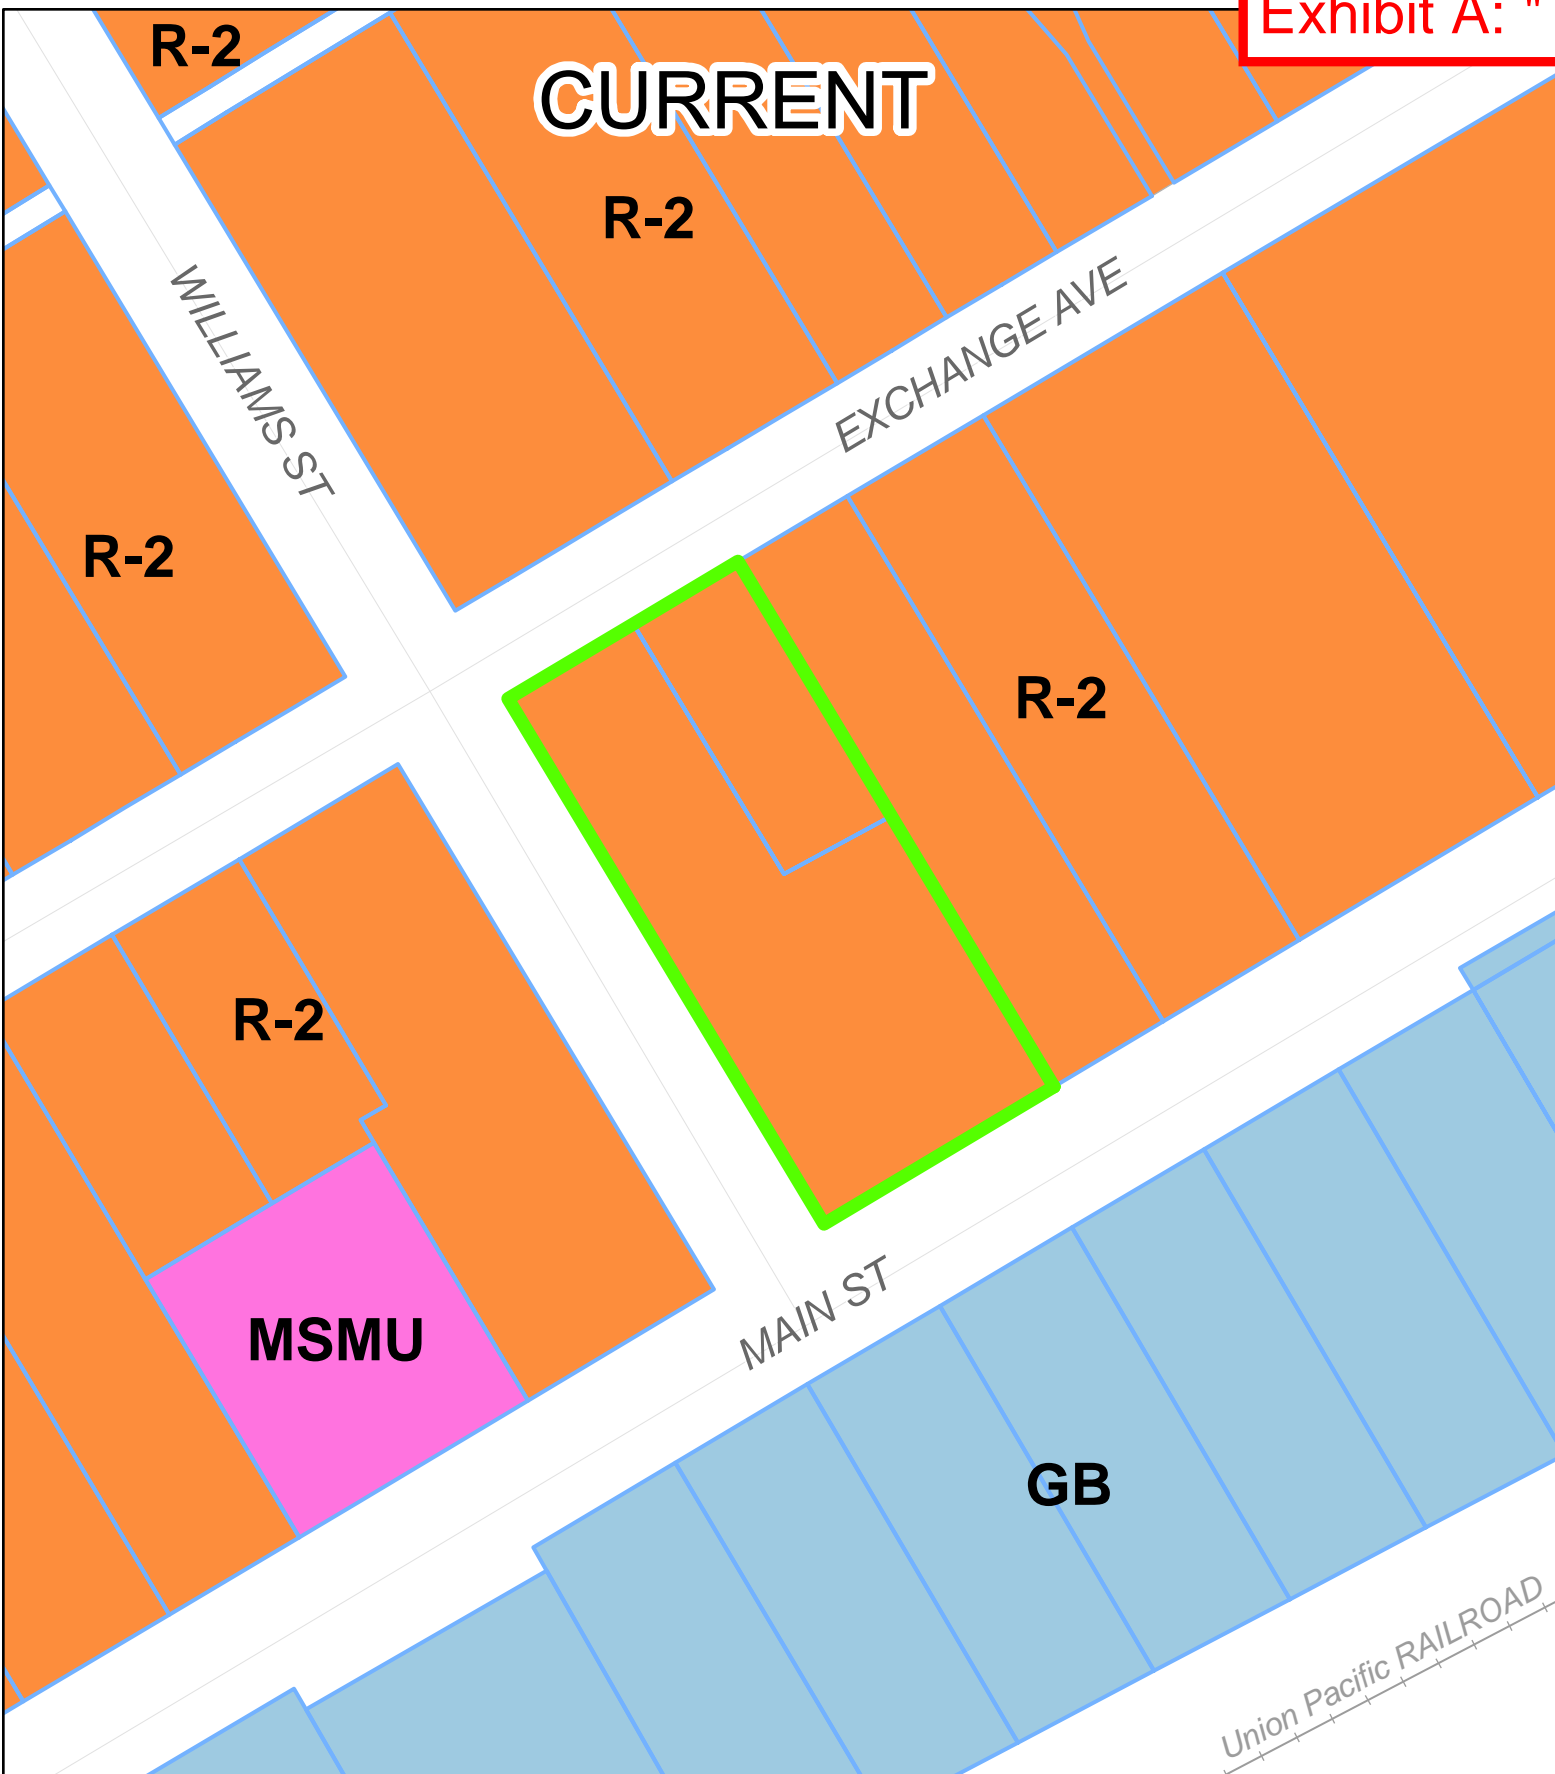 Exhibit A: "
R-2
CURRENT
R-2
WILLIAMS ST
EXCHANGE AVE
R-2
R-2
R-2
MSMU
MAIN ST
GB
Union Pacific RAILROAD